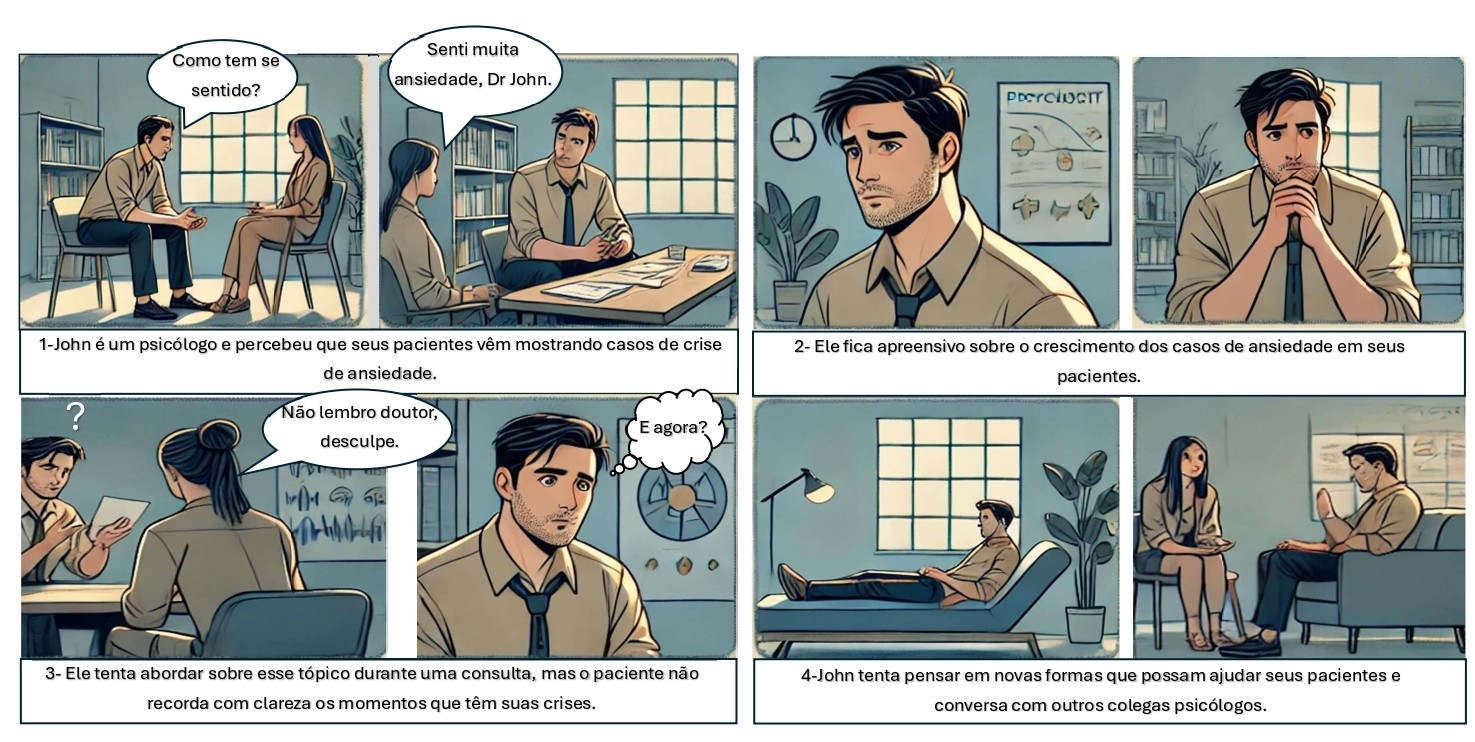 Como tem se
sentido?
Senti muita
ansiedade, Dr John.
1-John é um psicólogo e percebeu que seus pacientes vêm mostrando casos de crise
de ansiedade.
2- Ele fica apreensivo sobre o crescimento dos casos de ansiedade em seus
pacientes.
?
Não lembro doutor,
desculpe.
E agora?
3- Ele tenta abordar sobre esse tópico durante uma consulta, mas o paciente não
recorda com clareza os momentos que têm suas crises.
4-John tenta pensar em novas formas que possam ajudar seus pacientes e
conversa com outros colegas psicólogos.